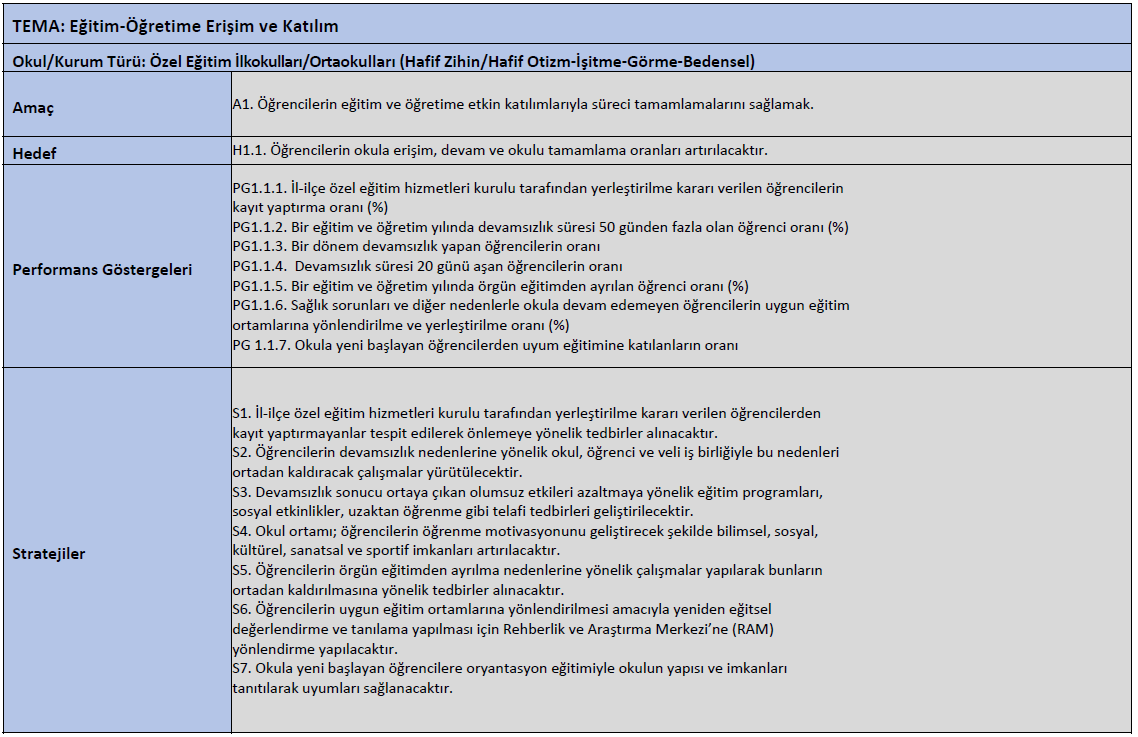 TEMA: Eğitim-Öğretime Erişim ve Katılım
Okul/Kurum Türü: Özel Eğitim İlkokulları/Ortaokulları (Hafif Zihin/Hafif Otizm-İşitme-Görme-Bedensel)
Amaç
A1. Öğrencilerin eğitim ve öğretime etkin katılımlarıyla süreci tamamlamalarını sağlamak.
Hedef
H1.1. Öğrencilerin okula erişim, devam ve okulu tamamlama oranları artırılacaktır.
Performans Göstergeleri
PG1.1.1. İl-ilçe özel eğitim hizmetleri kurulu tarafından yerleştirilme kararı verilen öğrencilerin
kayıt yaptırma oranı (%)
PG1.1.2. Bir eğitim ve öğretim yılında devamsızlık süresi 50 günden fazla olan öğrenci oranı (%)
PG1.1.3. Bir dönem devamsızlık yapan öğrencilerin oranı
PG1.1.4.  Devamsızlık süresi 20 günü aşan öğrencilerin oranı
PG1.1.5. Bir eğitim ve öğretim yılında örgün eğitimden ayrılan öğrenci oranı (%)
PG1.1.6. Sağlık sorunları ve diğer nedenlerle okula devam edemeyen öğrencilerin uygun eğitim
ortamlarına yönlendirilme ve yerleştirilme oranı (%)
PG 1.1.7. Okula yeni başlayan öğrencilerden uyum eğitimine katılanların oranı
Stratejiler
S1. İl-ilçe özel eğitim hizmetleri kurulu tarafından yerleştirilme kararı verilen öğrencilerden
kayıt yaptırmayanlar tespit edilerek önlemeye yönelik tedbirler alınacaktır.
S2. Öğrencilerin devamsızlık nedenlerine yönelik okul, öğrenci ve veli iş birliğiyle bu nedenleri
ortadan kaldıracak çalışmalar yürütülecektir.
S3. Devamsızlık sonucu ortaya çıkan olumsuz etkileri azaltmaya yönelik eğitim programları,
sosyal etkinlikler, uzaktan öğrenme gibi telafi tedbirleri geliştirilecektir.
S4. Okul ortamı; öğrencilerin öğrenme motivasyonunu geliştirecek şekilde bilimsel, sosyal,
kültürel, sanatsal ve sportif imkanları artırılacaktır.
S5. Öğrencilerin örgün eğitimden ayrılma nedenlerine yönelik çalışmalar yapılarak bunların
ortadan kaldırılmasına yönelik tedbirler alınacaktır.
S6. Öğrencilerin uygun eğitim ortamlarına yönlendirilmesi amacıyla yeniden eğitsel
değerlendirme ve tanılama yapılması için Rehberlik ve Araştırma Merkezi’ne (RAM)
yönlendirme yapılacaktır.
S7. Okula yeni başlayan öğrencilere oryantasyon eğitimiyle okulun yapısı ve imkanları
tanıtılarak uyumları sağlanacaktır.